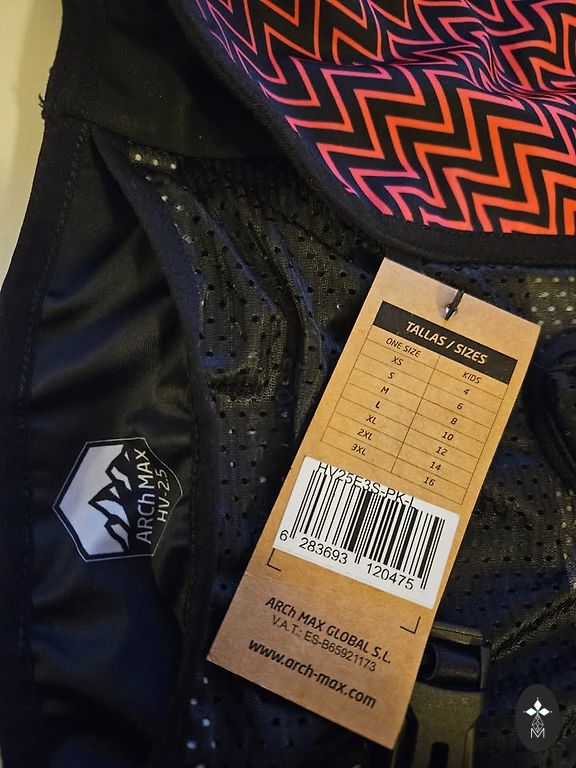 TALLAS / SIZES
ONE SIZE KIDS
XS 4
S 6
M 8
L 10
XL 12
2XL 14
3XL 16
HV25E3S-PK-L
6 283693 120475
ARCh MAX GLOBAL S.L.
V.A.T.: ES-B65921173
www.arch-max.com
ARCh MAX
HV-2.5